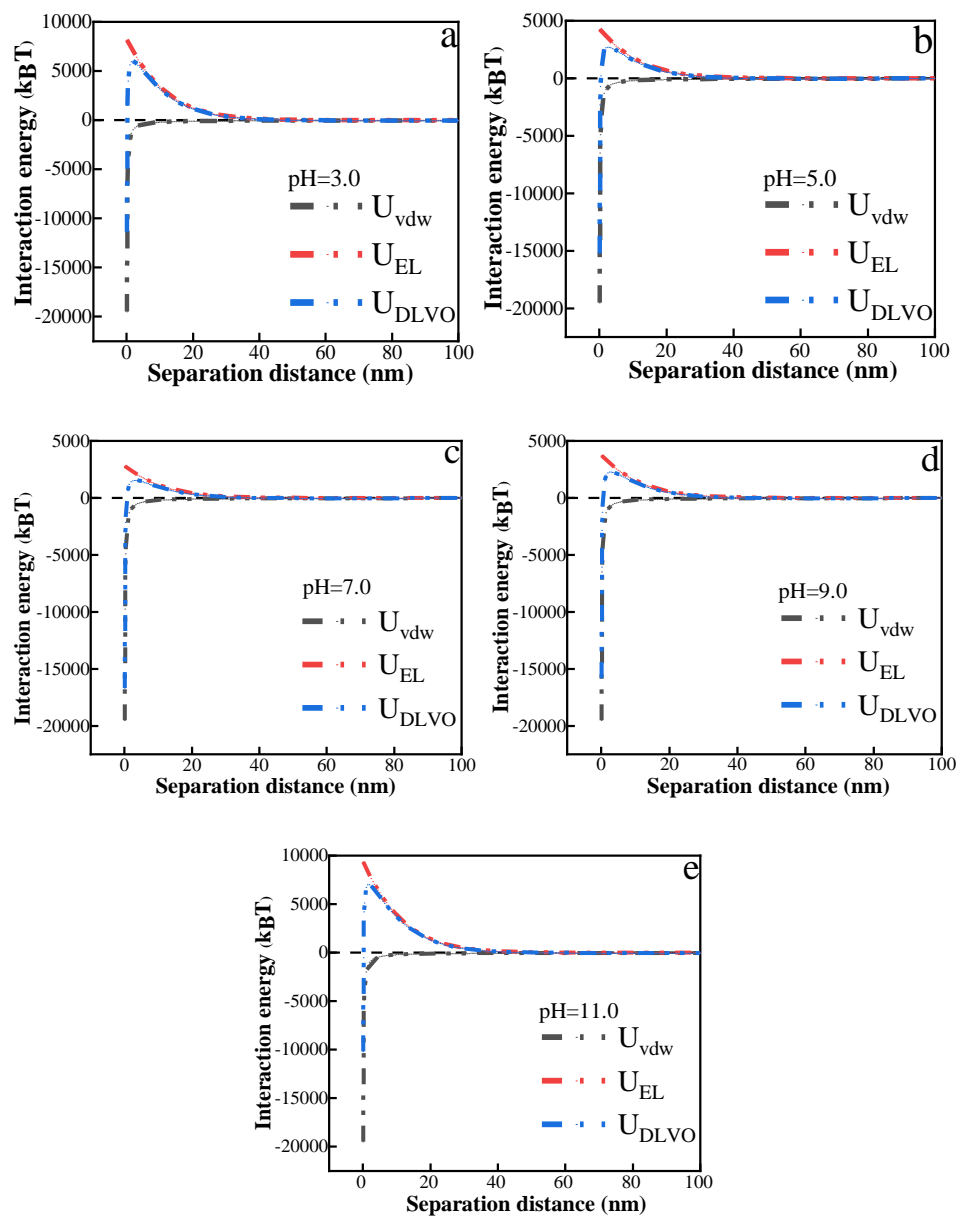 a
10000
5000
0
-5000
-10000
-15000
-20000
Interaction energy (kBT)
pH=3.0
Uvdw
UEL
UDLVO
0 20 40 60 80 100
Separation distance (nm)
b
5000
0
-5000
-10000
-15000
-20000
Interaction energy (kBT)
pH=5.0
Uvdw
UEL
UDLVO
0 20 40 60 80 100
Separation distance (nm)
c
5000
0
-5000
-10000
-15000
-20000
Interaction energy (kBT)
pH=7.0
Uvdw
UEL
UDLVO
0 20 40 60 80 100
Separation distance (nm)
d
5000
0
-5000
-10000
-15000
-20000
Interaction energy (kBT)
pH=9.0
Uvdw
UEL
UDLVO
0 20 40 60 80 100
Separation distance (nm)
e
10000
5000
0
-5000
-10000
-15000
-20000
Interaction energy (kBT)
pH=11.0
Uvdw
UEL
UDLVO
0 20 40 60 80 100
Separation distance (nm)